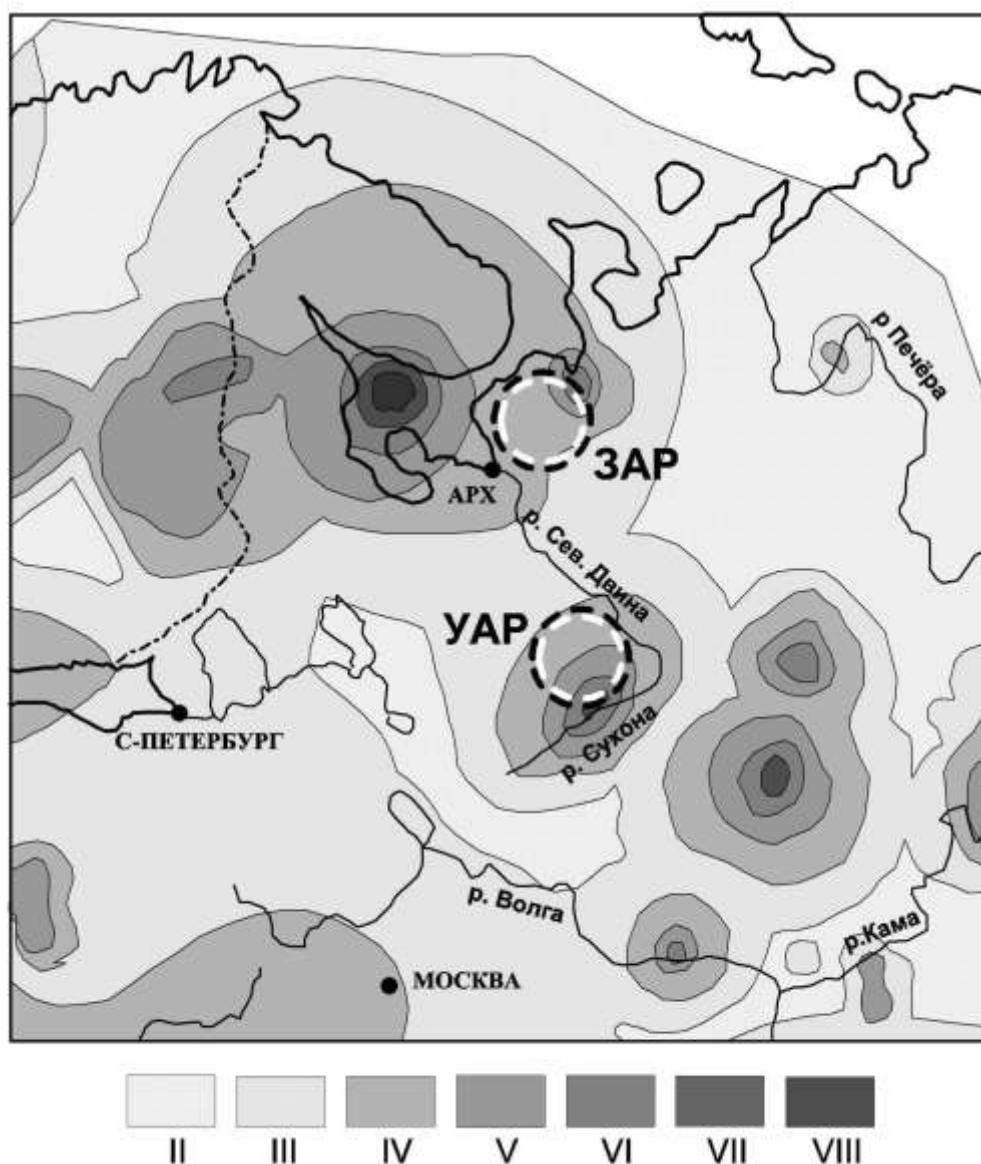 р Печёра
ЗАР
АРХ
р. Сев. Двина
УАР
С-ПЕТЕРБУРГ
р. Сухона
р. Волга
р.Кама
МОСКВА
II III IV V VI VII VIII